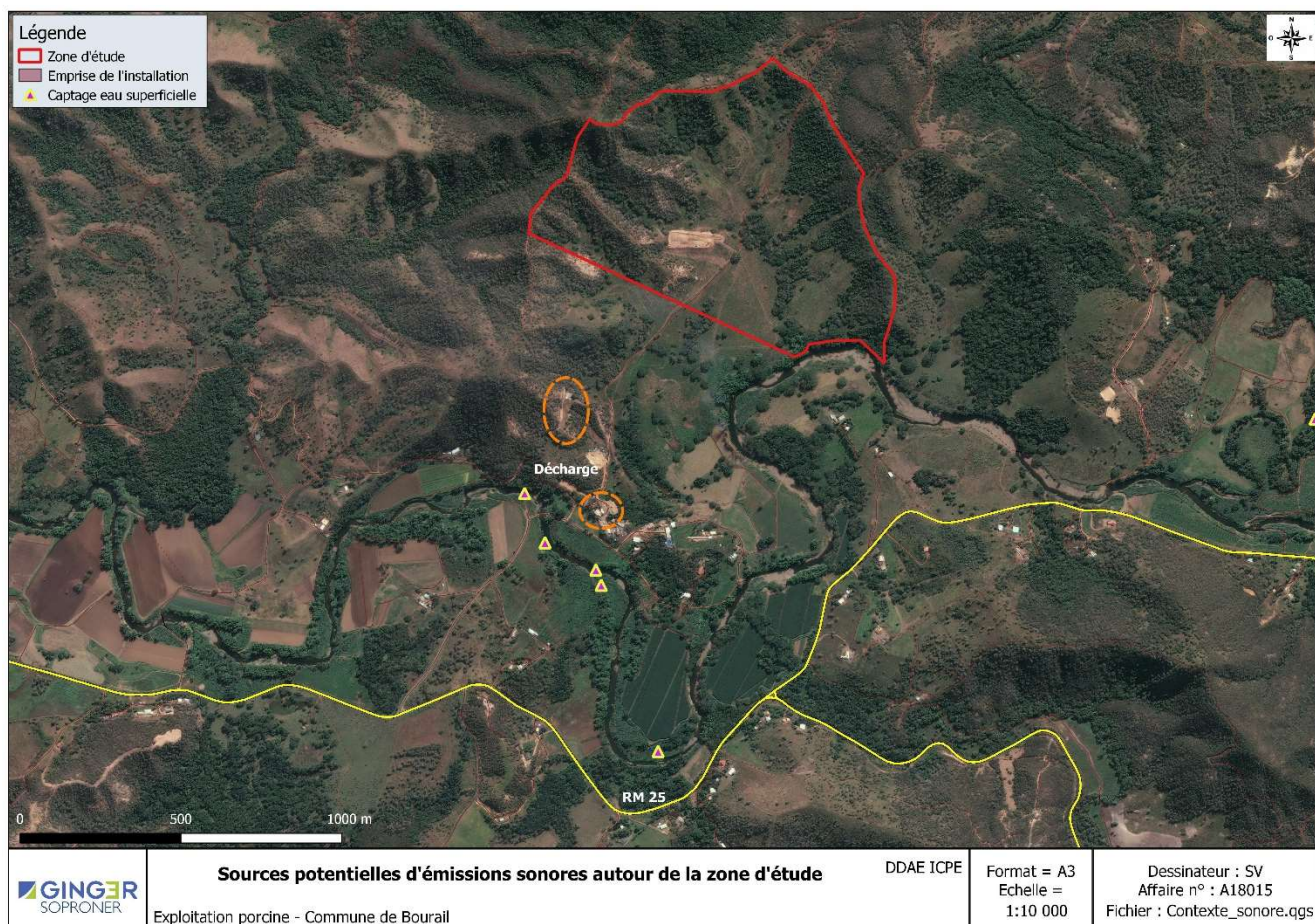 Légende
Zone d'étude
Emprise de l'installation
Captage eau superficielle
N
O E
S
Décharge
RM 25
0 500 1000 m
GINGER
SOPRONER
Sources potentielles d'émissions sonores autour de la zone d'étude
Exploitation porcine - Commune de Bourail
DDAE ICPE
Format = A3
Echelle =
1:10 000
Dessinateur : SV
Affaire n° : A18015
Fichier : Contexte_sonore.qgs